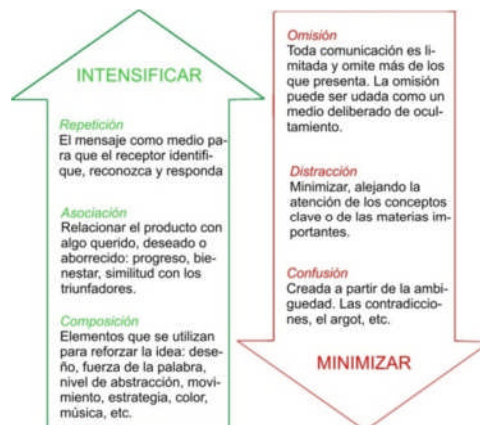 INTENSIFICAR
Repetición
El mensaje como medio pa-
ra que el receptor identifi-
que, reconozca y responda
Asociación
Relacionar el producto con
algo querido, deseado o
aborrecido: progreso, bie-
nestar, similitud con los
triunfadores.
Composición
Elementos que se utilizan
para reforzar la idea: dese-
ño, fuerza de la palabra,
nivel de abstracción, movi-
miento, estrategia, color,
música, etc.
Omisión
Toda comunicación es li-
mitada y omite más de los
que presenta. La omisión
puede ser udada como un
medio deliberado de ocul-
tamiento.
Distracción
Minimizar, alejando la
atención de los conceptos
clave o de las materias im-
portantes.
Confusión
Creada a partir de la ambi-
guedad. Las contradiccio-
nes, el argot, etc.
MINIMIZAR